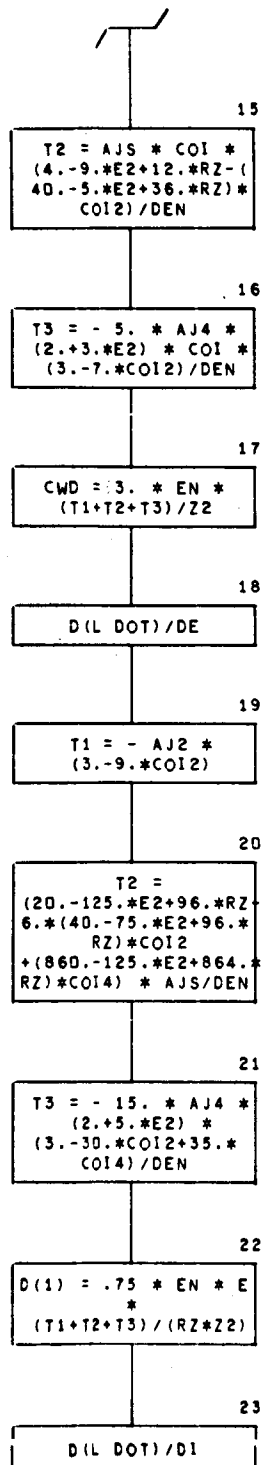 15
T2 = AJS * COI *
(4.-9.*E2+12.*RZ-(
40.-5.*E2+36.*RZ)*
COI2)/DEN
16
T3 = - 5. * AJ4 *
(2.+3.*E2) * COI *
(3.-7.*COI2)/DEN
17
CWD = 3. * EN *
(T1+T2+T3)/Z2
18
D(L DOT)/DE
19
T1 = - AJ2 *
(3.-9.*COI2)
20
T2 =
(20.-125.*E2+96.*RZ-
6.*(40.-75.*E2+96.*
RZ)*COI2
+(860.-125.*E2+864.*
RZ)*COI4) * AJS/DEN
21
T3 = - 15. * AJ4 *
(2.+5.*E2) *
(3.-30.*COI2+35.*
COI4)/DEN
22
D(1) = .75 * EN * E
*
(T1+T2+T3)/(RZ*Z2)
23
D(L DOT)/DI